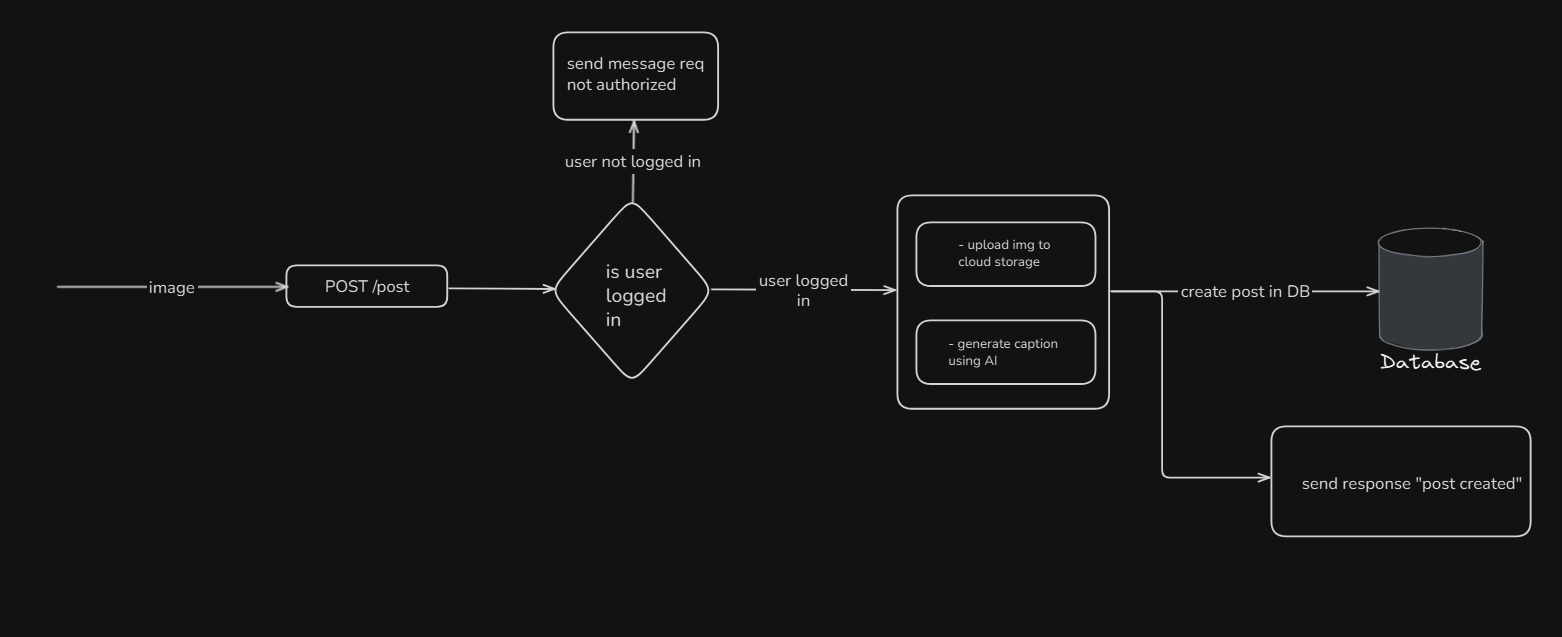 send message req
not authorized
user not logged in
image
POST /post
is user
logged
in
user logged
in
- upload img to
cloud storage
- generate caption
using AI
create post in DB
Database
send response "post created"